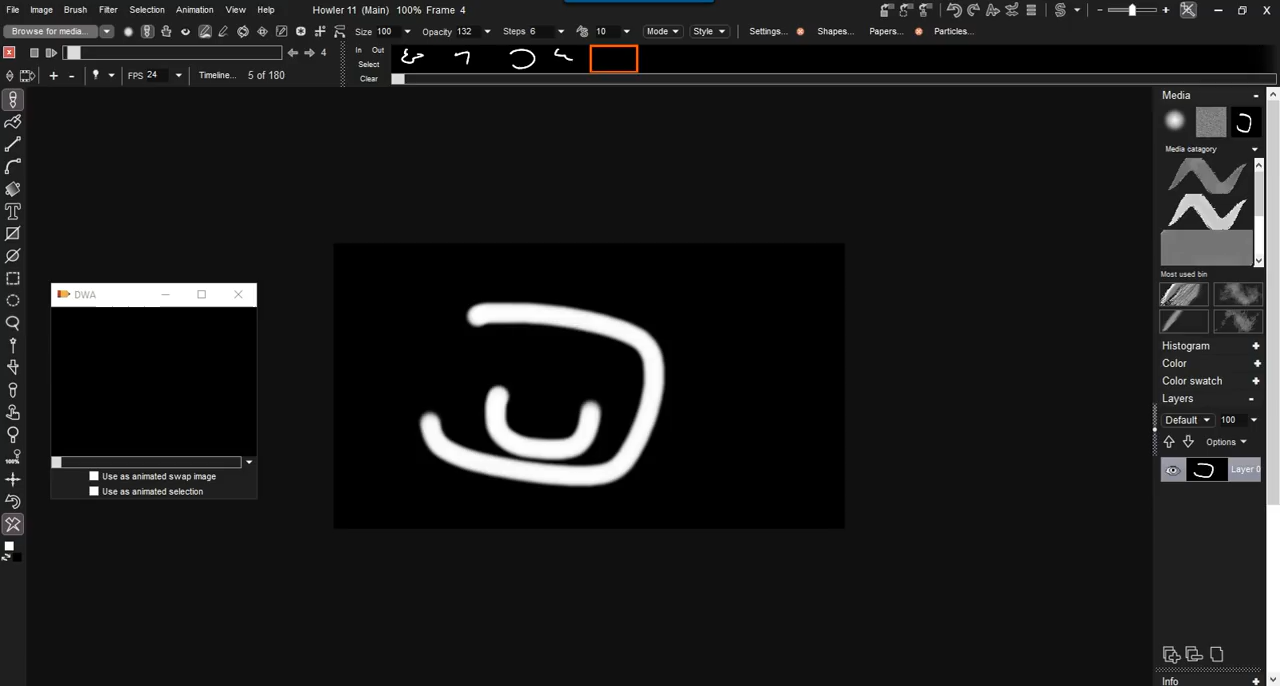 File Image Brush Filter Selection Animation View Help Howler 11 (Main) 100% Frame 4
Browse for media... Size 100 Opacity 132 Steps 6 10 Mode Style Settings... Shapes... Papers... Particles...
4 In Out
Select
FPS 24 Timeline... 5 of 180 Clear
Media
Media catagory
Most used bin
Histogram
Color
Color swatch
Layers
Default 100
Options
Layer 0
DWA
Use as animated swap image
Use as animated selection
100%
Info